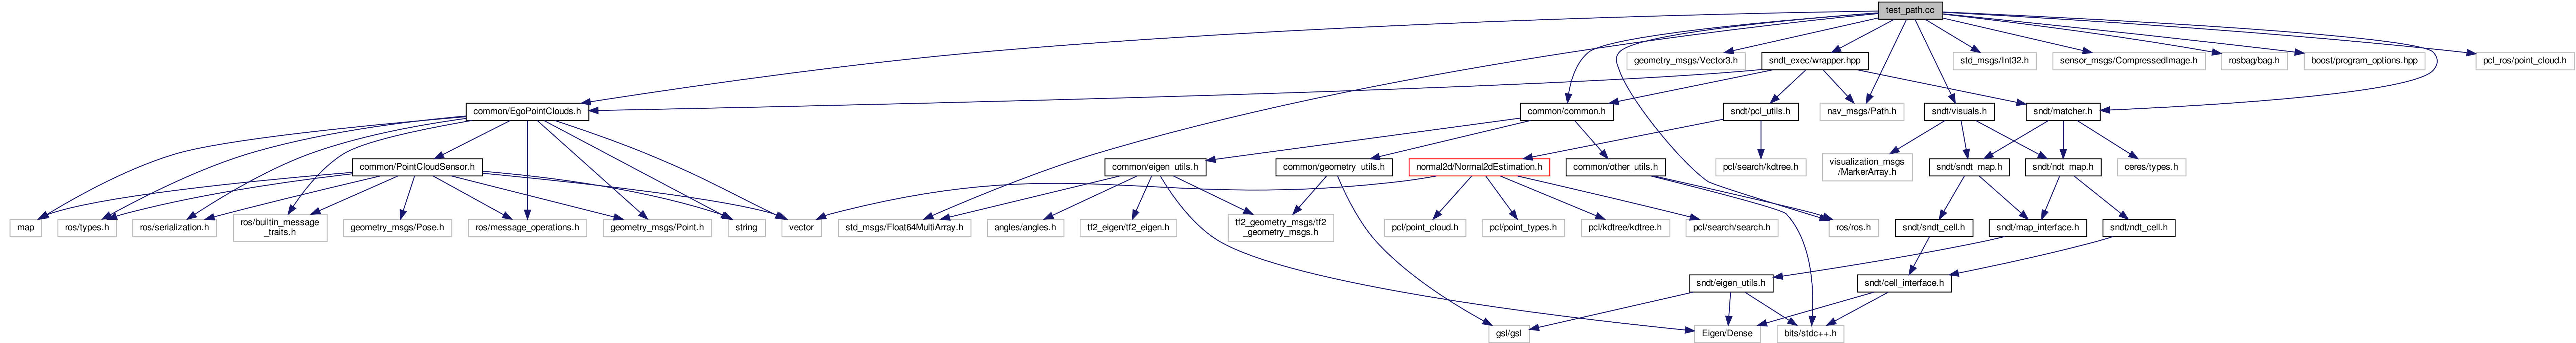 test_path.cc
geometry_msgs/Vector3.h
sndt_exec/wrapper.hpp
std_msgs/Int32.h
sensor_msgs/CompressedImage.h
rosbag/bag.h
boost/program_options.hpp
pcl_ros/point_cloud.h
common/EgoPointClouds.h
common/common.h
sndt/pcl_utils.h
nav_msgs/Path.h
sndt/visuals.h
sndt/matcher.h
common/PointCloudSensor.h
common/eigen_utils.h
common/geometry_utils.h
normal2d/Normal2dEstimation.h
common/other_utils.h
pcl/search/kdtree.h
visualization_msgs
/MarkerArray.h
sndt/sndt_map.h
sndt/ndt_map.h
ceres/types.h
map
ros/types.h
ros/serialization.h
ros/builtin_message
_traits.h
geometry_msgs/Pose.h
ros/message_operations.h
geometry_msgs/Point.h
string
vector
std_msgs/Float64MultiArray.h
angles/angles.h
tf2_eigen/tf2_eigen.h
tf2_geometry_msgs/tf2
_geometry_msgs.h
pcl/point_cloud.h
pcl/point_types.h
pcl/kdtree/kdtree.h
pcl/search/search.h
ros/ros.h
sndt/sndt_cell.h
sndt/map_interface.h
sndt/ndt_cell.h
sndt/eigen_utils.h
sndt/cell_interface.h
gsl/gsl
Eigen/Dense
bits/stdc++.h